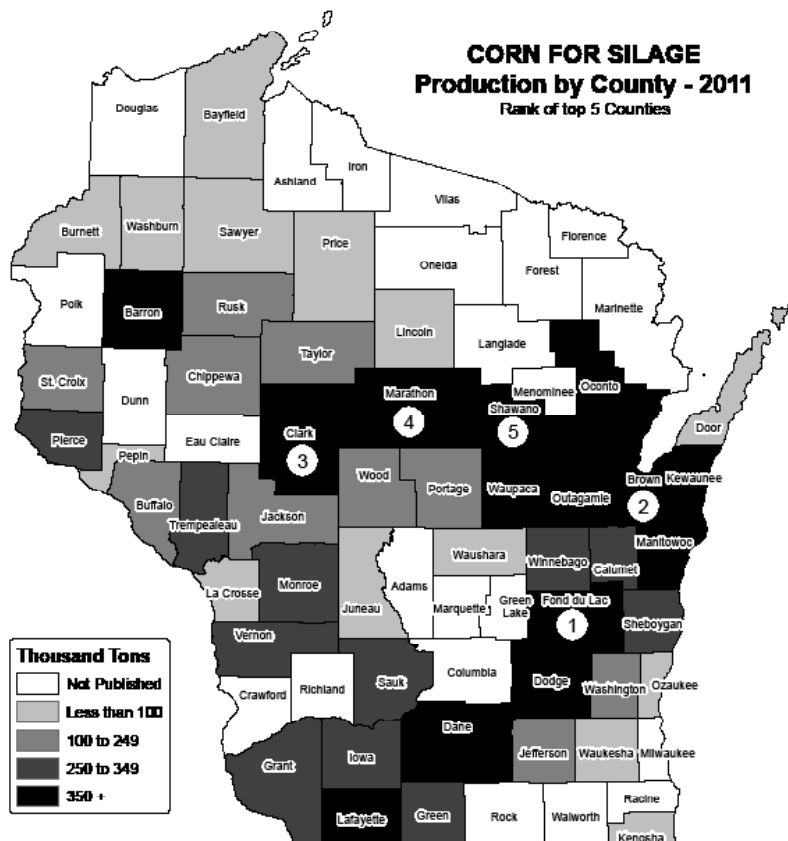 CORN FOR SILAGE
Production by County - 2011
Rank of top 5 Counties
Douglas
Bayfield
Ashland
Iron
Vilas
Burnett
Washburn
Sawyer
Price
Oneida
Forest
Florence
Marinette
Polk
Barron
Rusk
Lincoln
Langlade
Taylor
St. Croix
Dunn
Chippewa
Marathon
4
Menominee
Oconto
Shawano
5
Door
Pierce
Eau Claire
Clark
3
Pepin
Wood
Portage
Waupaca
Outagamie
Brown
2
Kewaunee
Buffalo
Trempealeau
Jackson
Manitowoc
Waushara
Winnebago
Calumet
La Crosse
Monroe
Juneau
Adams
Marquette
Green
Lake
Fond du Lac
1
Sheboygan
Vernon
Sauk
Columbia
Dodge
Washington
Ozaukee
Crawford
Richland
Dane
Jefferson
Waukesha
Milwaukee
Grant
Iowa
Lafayette
Green
Rock
Walworth
Racine
Kenosha
Thousand Tons
Not Published
Less than 100
100 to 249
250 to 349
350 +